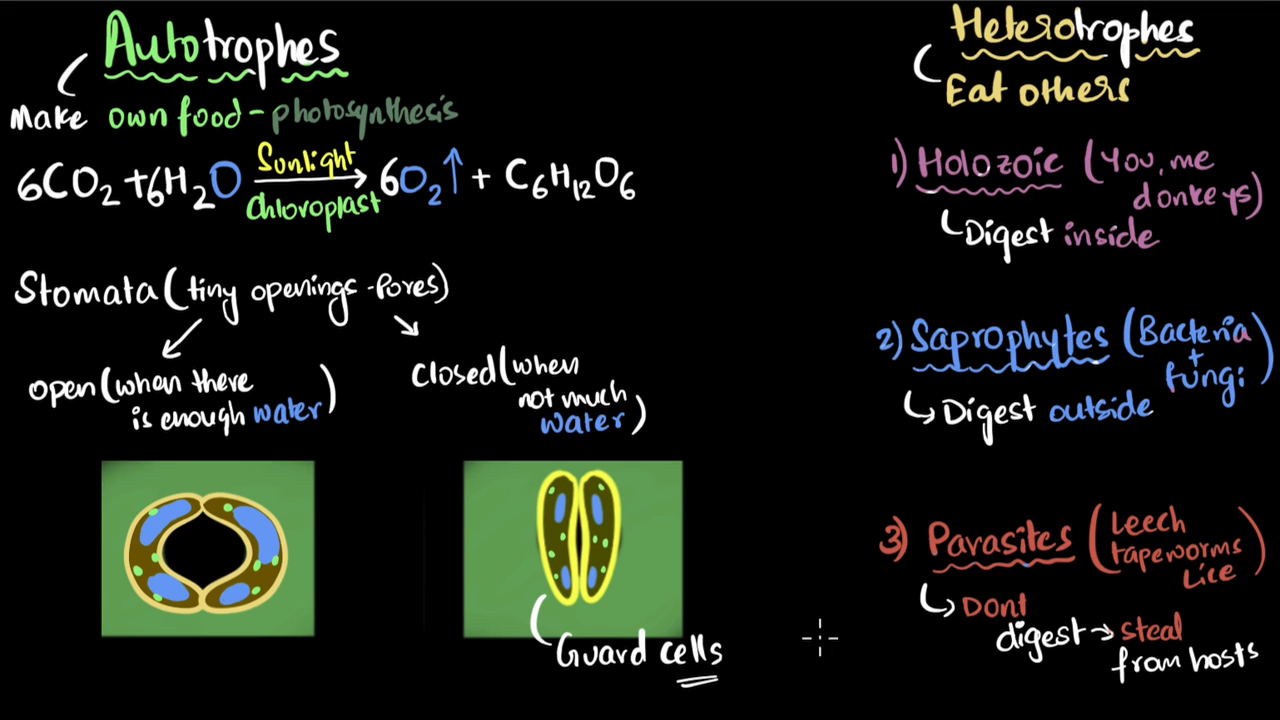 Autotrophes
Make own food - photosynthesis
6CO2 + 6H2O Sunlight Chloroplast 6O2↑ + C6H12O6
Stomata (tiny openings - Pores)
open (when there
is enough water)
closed (when
not much
water)
Guard cells
Heterotrophes
Eat others
1) Holozoic (You, me
donkeys)
Digest inside
2) Saprophytes (Bacteria
+
fungi)
Digest outside
3) Parasites (Leech
tapeworms
Lice)
Dont
digest → steal
from hosts